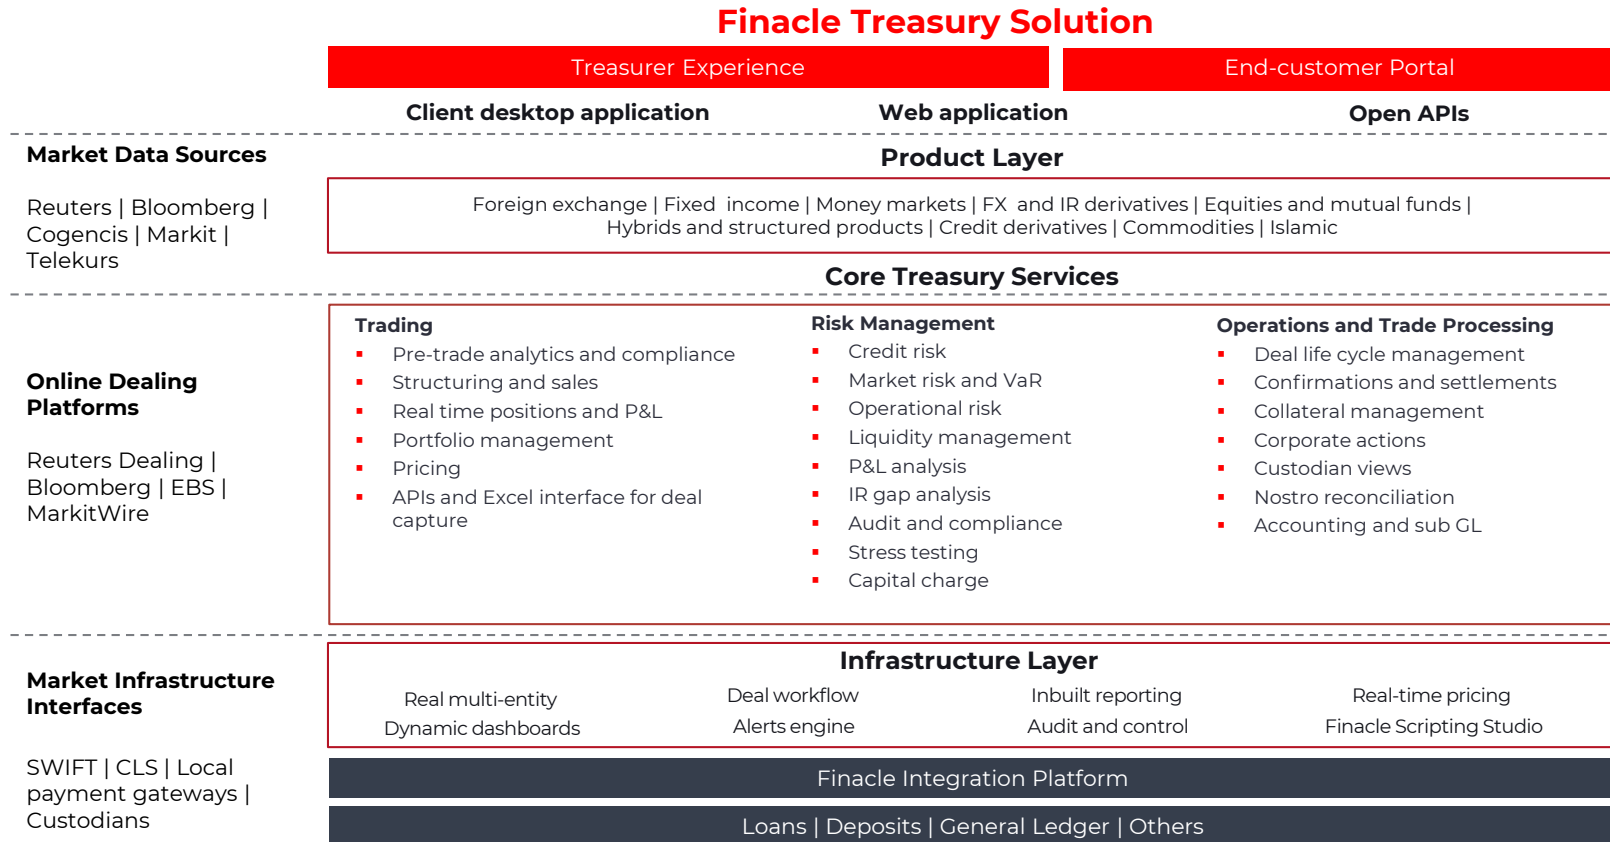 Finacle Treasury Solution
Treasurer Experience
End-customer Portal
Client desktop application
Web application
Open APIs
Market Data Sources
Reuters | Bloomberg |
Cogencis | Markit |
Telekurs
Product Layer
Foreign exchange | Fixed income | Money markets | FX and IR derivatives | Equities and mutual funds |
Hybrids and structured products | Credit derivatives | Commodities | Islamic
Core Treasury Services
Online Dealing
Platforms
Reuters Dealing |
Bloomberg | EBS |
MarkitWire
Trading
Pre-trade analytics and compliance
Structuring and sales
Real time positions and P&L
Portfolio management
Pricing
APIs and Excel interface for deal
capture
Risk Management
Credit risk
Market risk and VaR
Operational risk
Liquidity management
P&L analysis
IR gap analysis
Audit and compliance
Stress testing
Capital charge
Operations and Trade Processing
Deal life cycle management
Confirmations and settlements
Collateral management
Corporate actions
Custodian views
Nostro reconciliation
Accounting and sub GL
Market Infrastructure
Interfaces
SWIFT | CLS | Local
payment gateways |
Custodians
Infrastructure Layer
Real multi-entity
Deal workflow
Inbuilt reporting
Real-time pricing
Dynamic dashboards
Alerts engine
Audit and control
Finacle Scripting Studio
Finacle Integration Platform
Loans | Deposits | General Ledger | Others